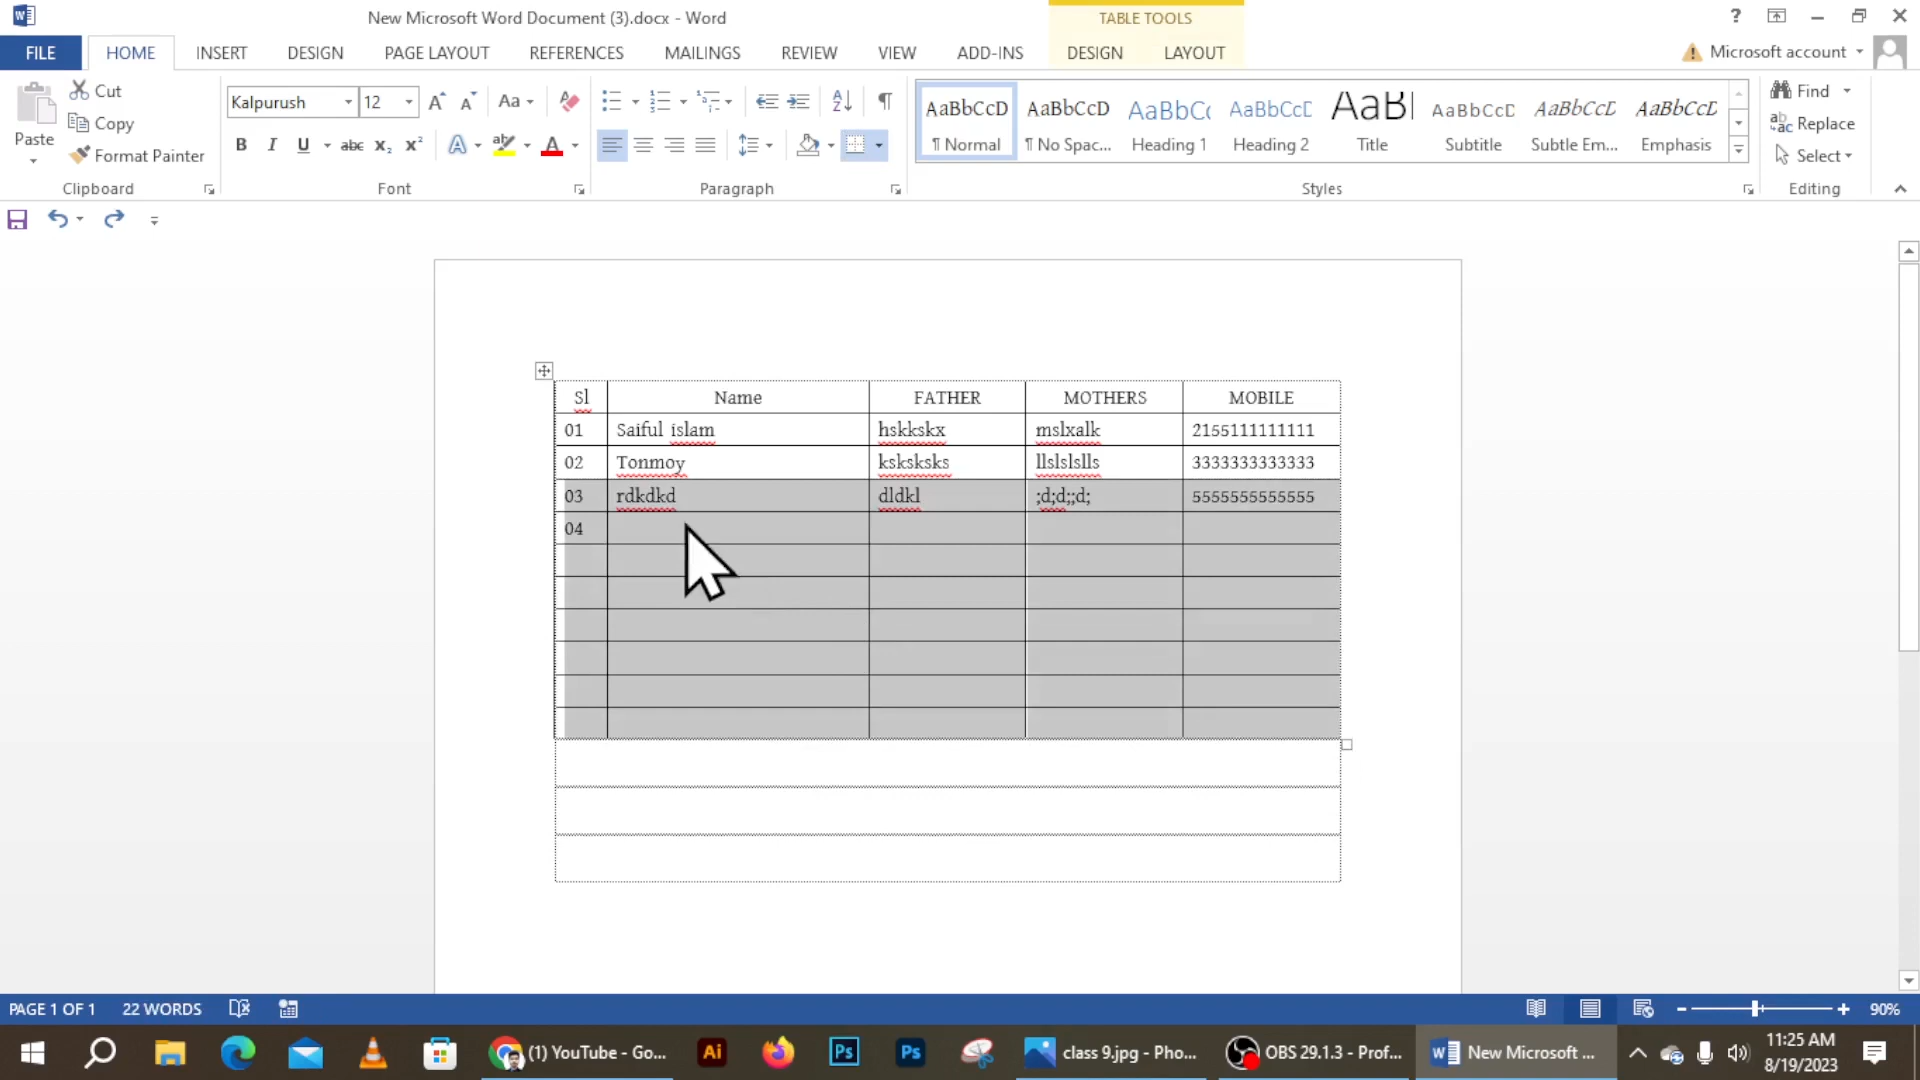 New Microsoft Word Document (3).docx - Word
TABLE TOOLS
FILE HOME INSERT DESIGN PAGE LAYOUT REFERENCES MAILINGS REVIEW VIEW ADD-INS DESIGN LAYOUT Microsoft account
Cut
Copy
Format Painter
Paste
Clipboard
Kalpurush 12
Font
Paragraph
AaBbCcD AaBbCcD AaBbC AaBbCcC AaB AaBbCcD AaBbCcD AaBbCcD
¶ Normal ¶ No Spac... Heading 1 Heading 2 Title Subtitle Subtle Em... Emphasis
Styles
Find
Replace
Select
Editing
Sl Name FATHER MOTHERS MOBILE
01 Saiful islam hskkskx mslxalk 2155111111111
02 Tonmoy ksksksks llslslslls 3333333333333
03 rdkdkd dldkl ;d;d;;d; 5555555555555
04
PAGE 1 OF 1 22 WORDS 90%
(1) YouTube - Go... class 9.jpg - Pho... OBS 29.1.3 - Prof... New Microsoft ...
11:25 AM
8/19/2023